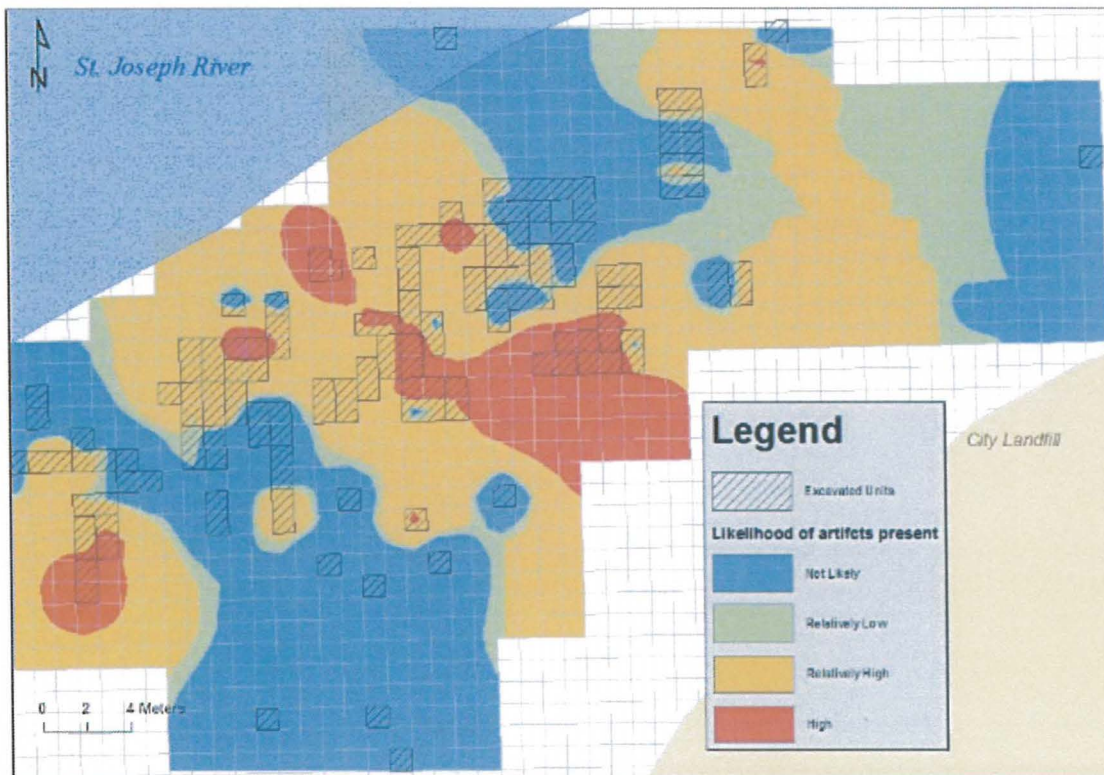 N
St. Joseph River
City Landfill
Legend
Excavated Units
Likelihood of artifcts present
Not Likely
Relatively Low
Relatively High
High
0 2 4 Meters